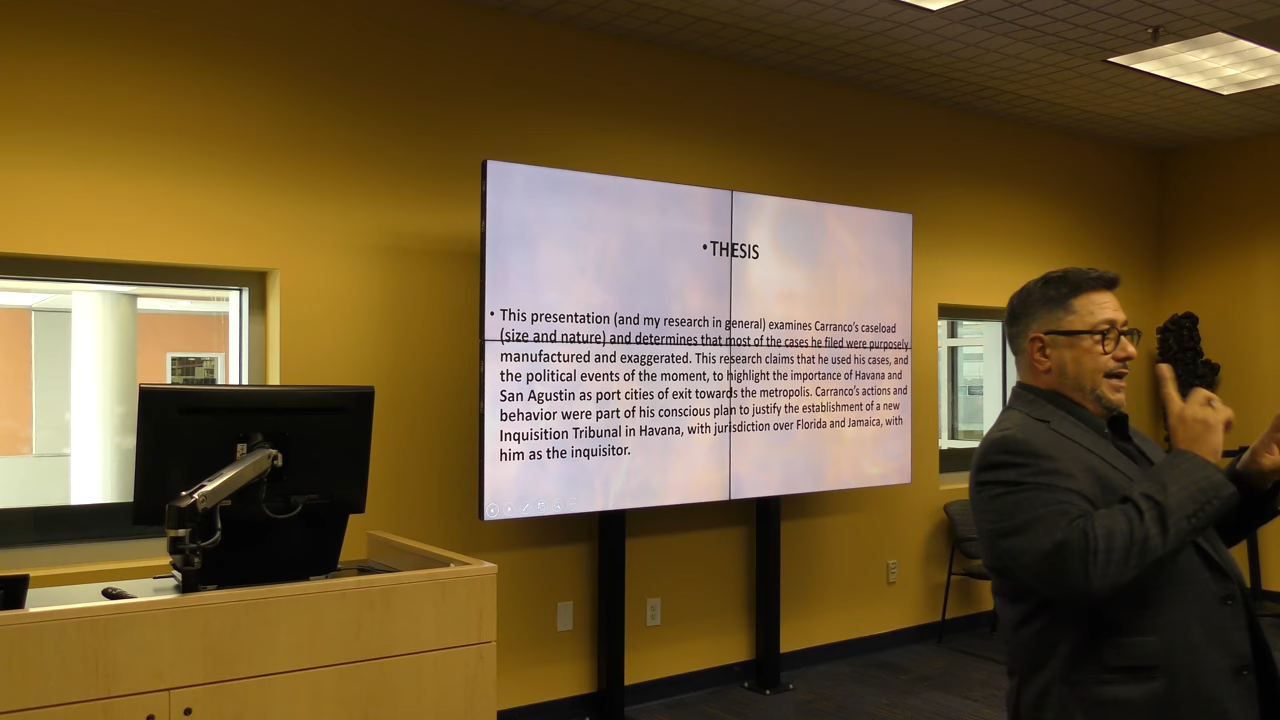 • THESIS
• This presentation (and my research in general) examines Carranco's caseload
(size and nature) and determines that most of the cases he filed were purposely
manufactured and exaggerated. This research claims that he used his cases, and
the political events of the moment, to highlight the importance of Havana and
San Agustin as port cities of exit towards the metropolis. Carranco's actions and
behavior were part of his conscious plan to justify the establishment of a new
Inquisition Tribunal in Havana, with jurisdiction over Florida and Jamaica, with
him as the inquisitor.